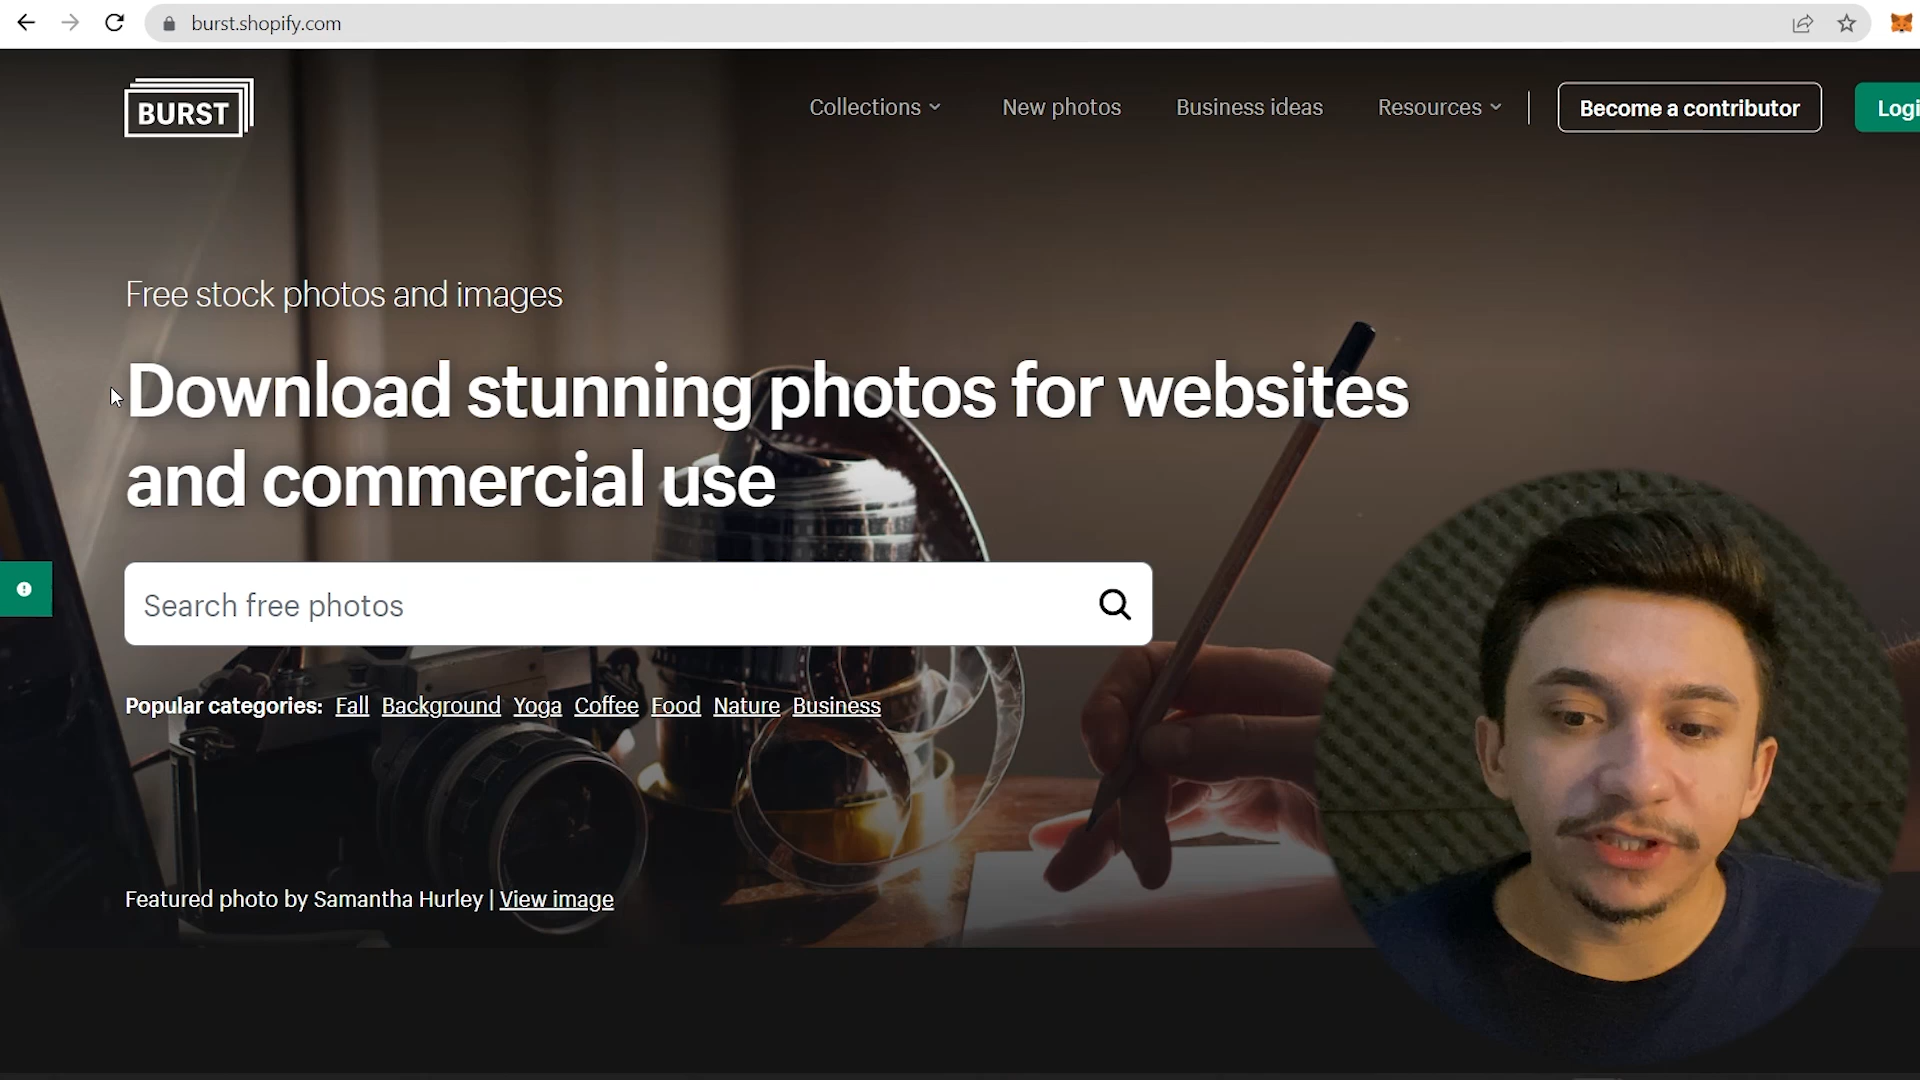 burst.shopify.com
BURST
Collections
New photos
Business ideas
Resources
Become a contributor
Logi
Free stock photos and images
Download stunning photos for websites
and commercial use
Search free photos
Popular categories: Fall Background Yoga Coffee Food Nature Business
Featured photo by Samantha Hurley | View image